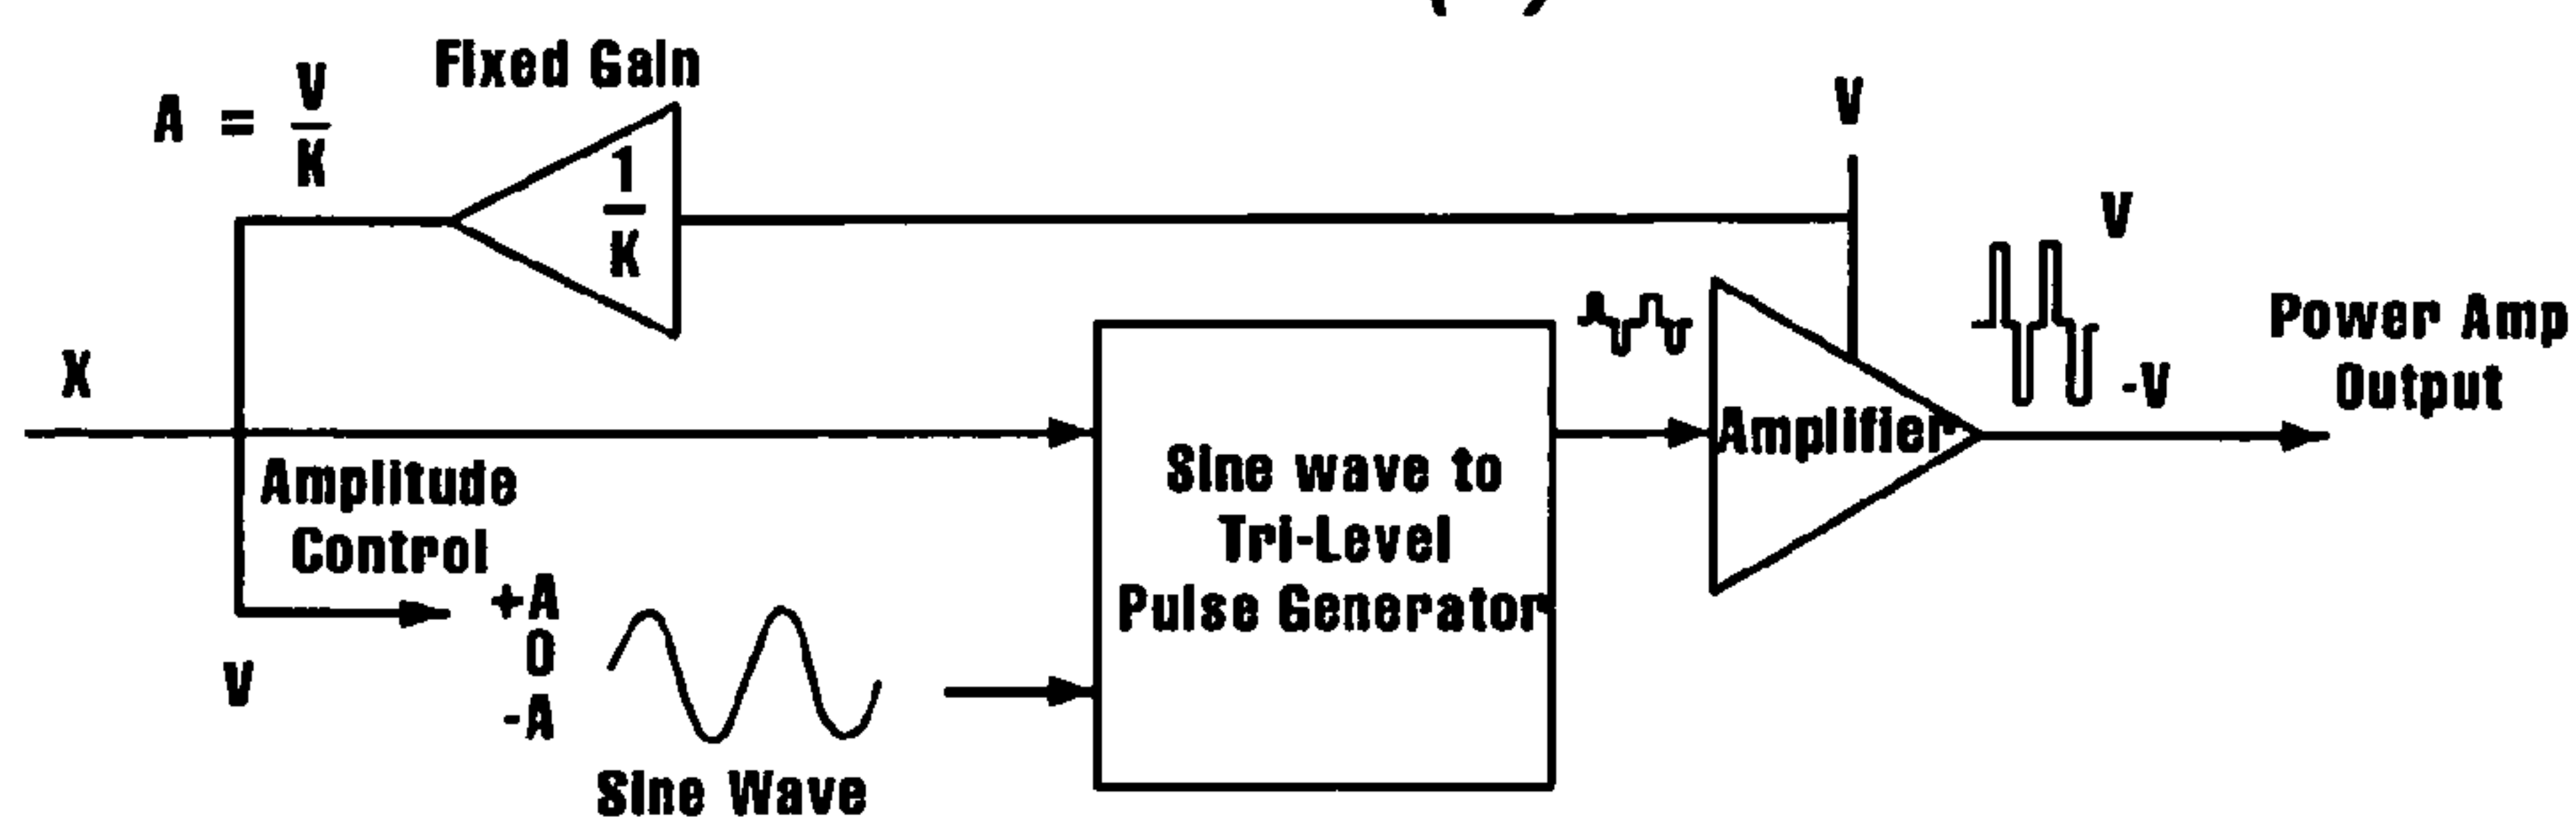 Fixed Gain
A = V/K
1/K
V
V
-V
Power Amp
Output
X
Amplitude
Control
V
+A
0
-A
Sine Wave
Sine wave to
Tri-Level
Pulse Generator
Amplifier